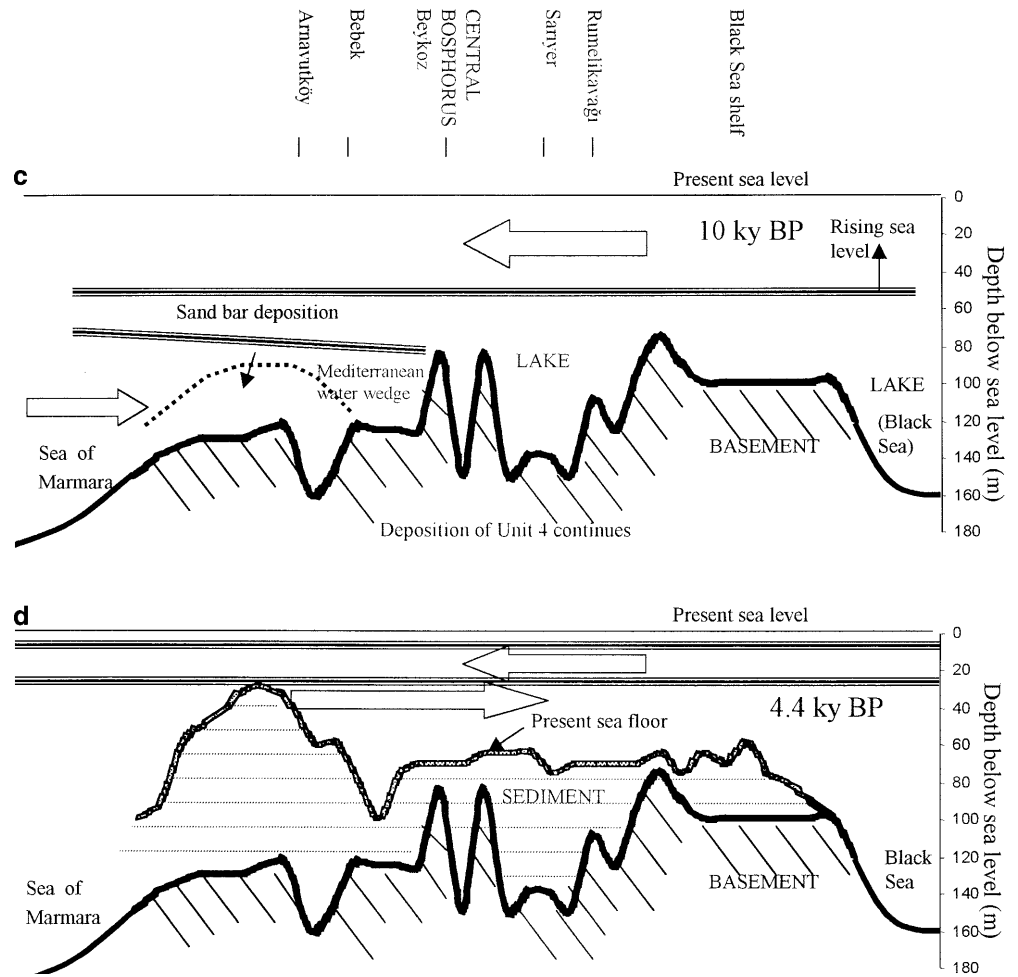 Arnavutköy
Bebek
Beykoz
CENTRAL
BOSPHORUS
Sarıyer
Rumelikavağı
Black Sea shelf
c
Present sea level
0
10 ky BP
Rising sea
level
20
40
60
Sand bar deposition
80
LAKE
Mediterranean
water wedge
100
LAKE
(Black
Sea)
120
BASEMENT
140
Sea of
Marmara
160
Deposition of Unit 4 continues
180
Depth below sea level (m)
d
Present sea level
0
20
4.4 ky BP
40
Present sea floor
60
80
SEDIMENT
100
120
Black
Sea
BASEMENT
140
Sea of
Marmara
160
180
Depth below sea level (m)